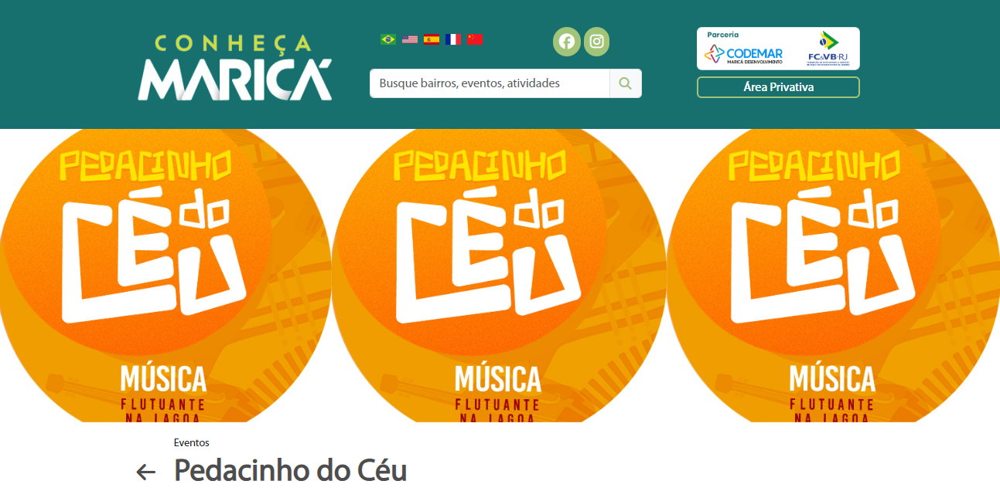 CONHEÇA
MARICÁ
Busque bairros, eventos, atividades
Parceria
CODEMAR
MARICÁ DESENVOLVIMENTO
FC&VB-RJ
Área Privativa
PEDACINHO
do
CÉU
MÚSICA
FLUTUANTE
NA LAGOA
PEDACINHO
do
CÉU
MÚSICA
FLUTUANTE
NA LAGOA
PEDACINHO
do
CÉU
MÚSICA
FLUTUANTE
NA LAGOA
Eventos
Pedacinho do Céu